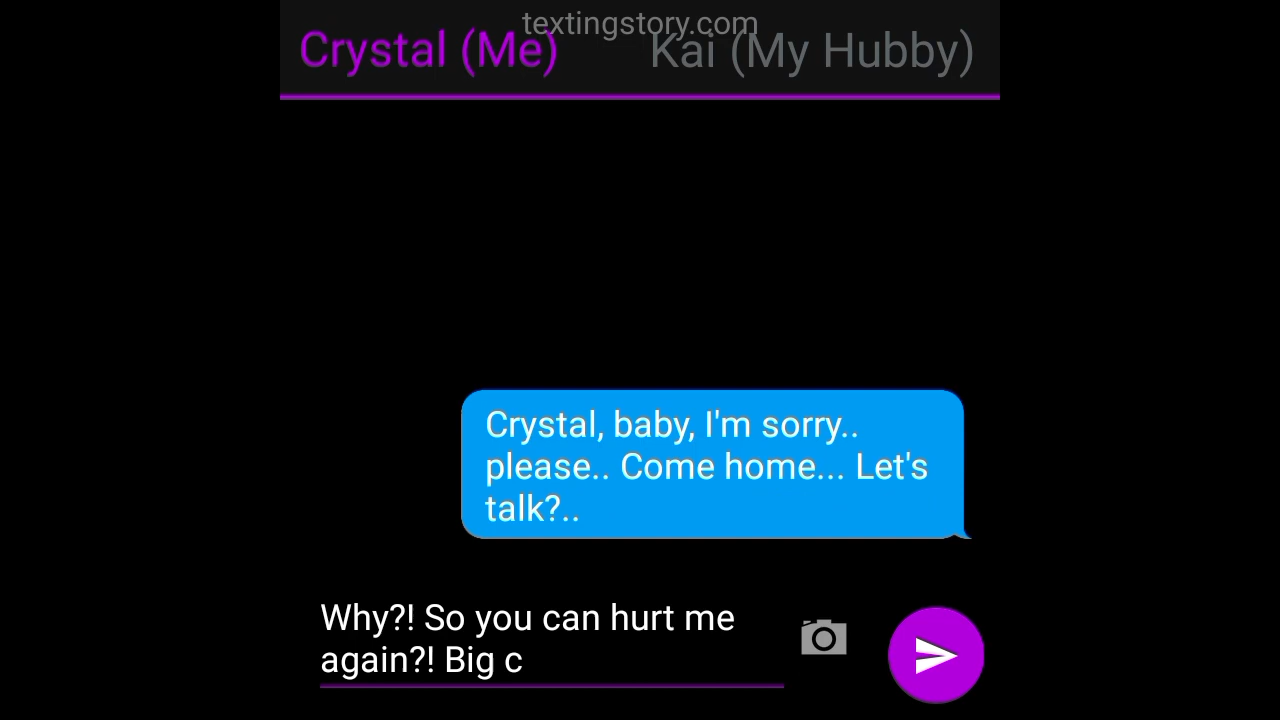 textingstory.com
Crystal (Me) Kai (My Hubby)
Crystal, baby, I'm sorry..
please.. Come home... Let's
talk?..
Why?! So you can hurt me
again?! Big c